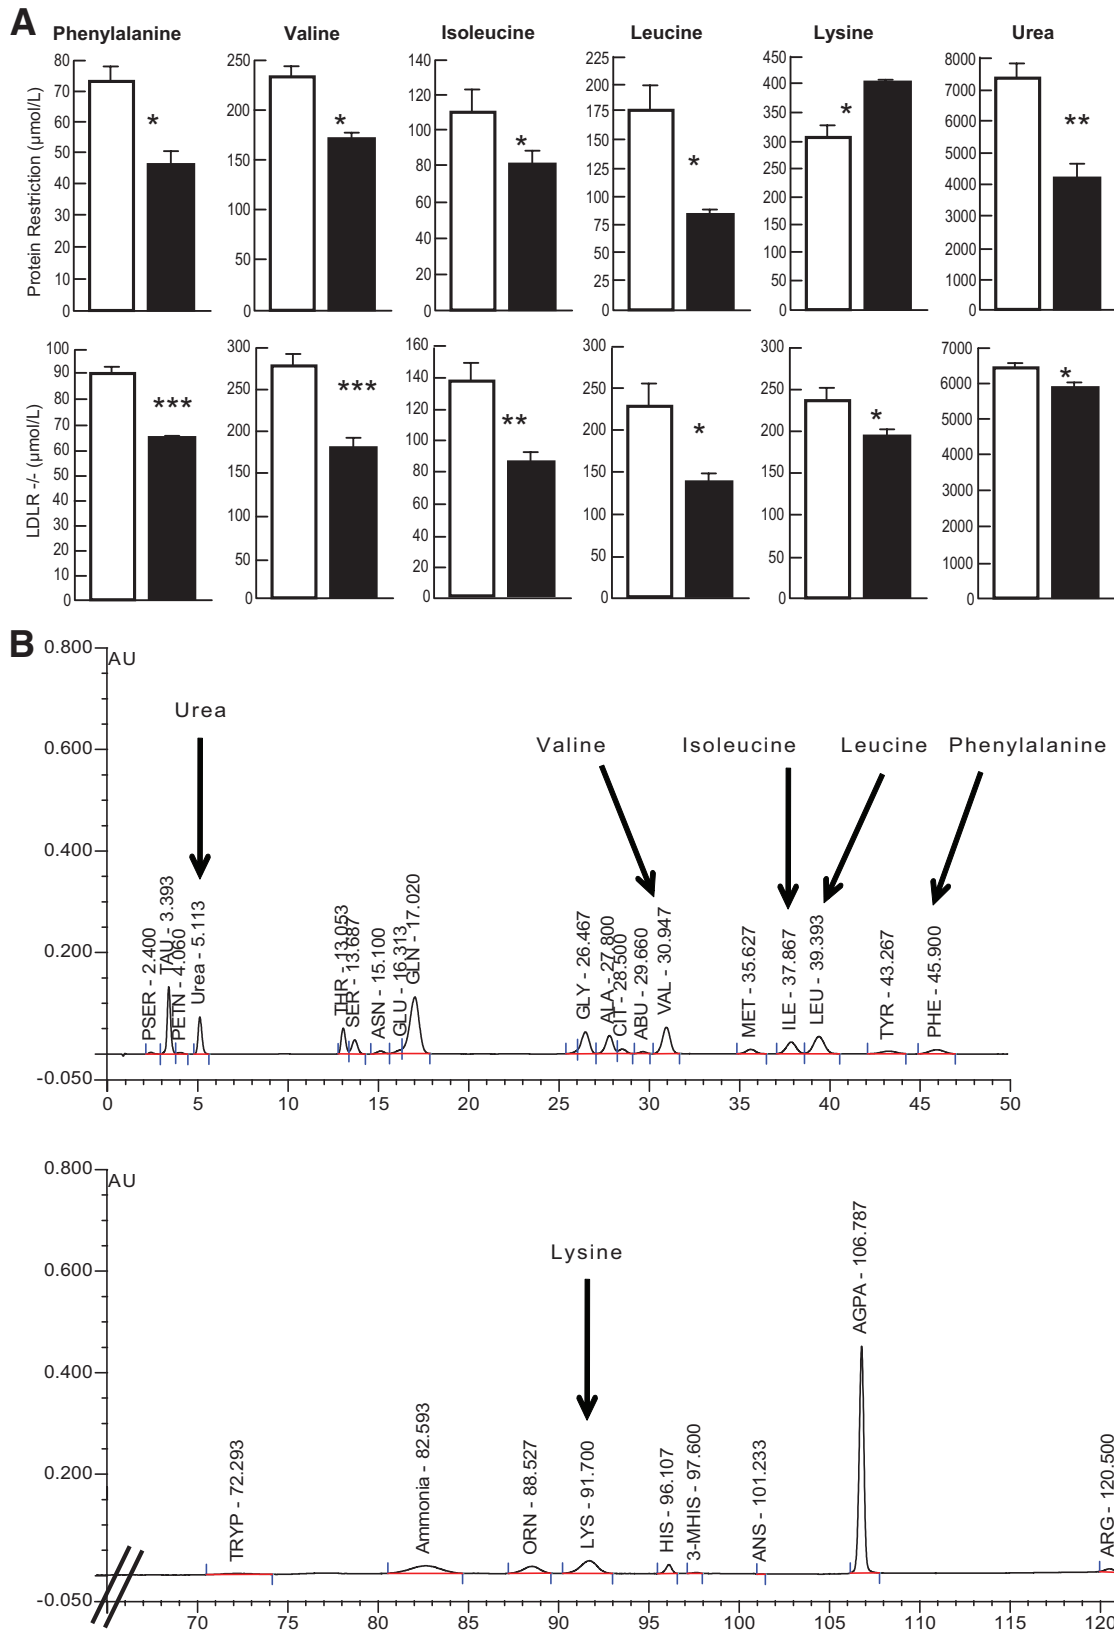 A
Phenylalanine Valine Isoleucine Leucine Lysine Urea
Protein Restriction (µmol/L)
80 70 60 50 40 30 20 10 0
*
250 200 150 100 50 0
*
140 120 100 80 60 40 20 0
*
225 200 175 150 125 100 75 50 25 0
*
450 400 350 300 250 200 150 100 50 0
*
8000 7000 6000 5000 4000 3000 2000 1000 0
**
LDLR -/- (µmol/L)
100 90 80 70 60 50 40 30 20 10 0
***
300 250 200 150 100 50 0
***
160 140 120 100 80 60 40 20 0
**
300 250 200 150 100 50 0
*
300 250 200 150 100 50 0
*
7000 6000 5000 4000 3000 2000 1000 0
*
B
0.800
AU
0.600
0.400
0.200
-0.050
Urea
Valine
Isoleucine
Leucine
Phenylalanine
PSER - 2.400
TAU - 3.393
PETN - 4.060
Urea - 5.113
THR - 13.053
SER - 13.687
ASN - 15.100
GLU - 16.313
GLN - 17.020
GLY - 26.467
ALA - 27.800
CIT - 28.500
ABU - 29.660
VAL - 30.947
MET - 35.627
ILE - 37.867
LEU - 39.393
TYR - 43.267
PHE - 45.900
0 5 10 15 20 25 30 35 40 45 50
0.800
AU
0.600
0.400
0.200
-0.050
Lysine
TRYP - 72.293
Ammonia - 82.593
ORN - 88.527
LYS - 91.700
HIS - 96.107
3-MHIS - 97.600
ANS - 101.233
AGPA - 106.787
ARG - 120.500
70 75 80 85 90 95 100 105 110 115 120